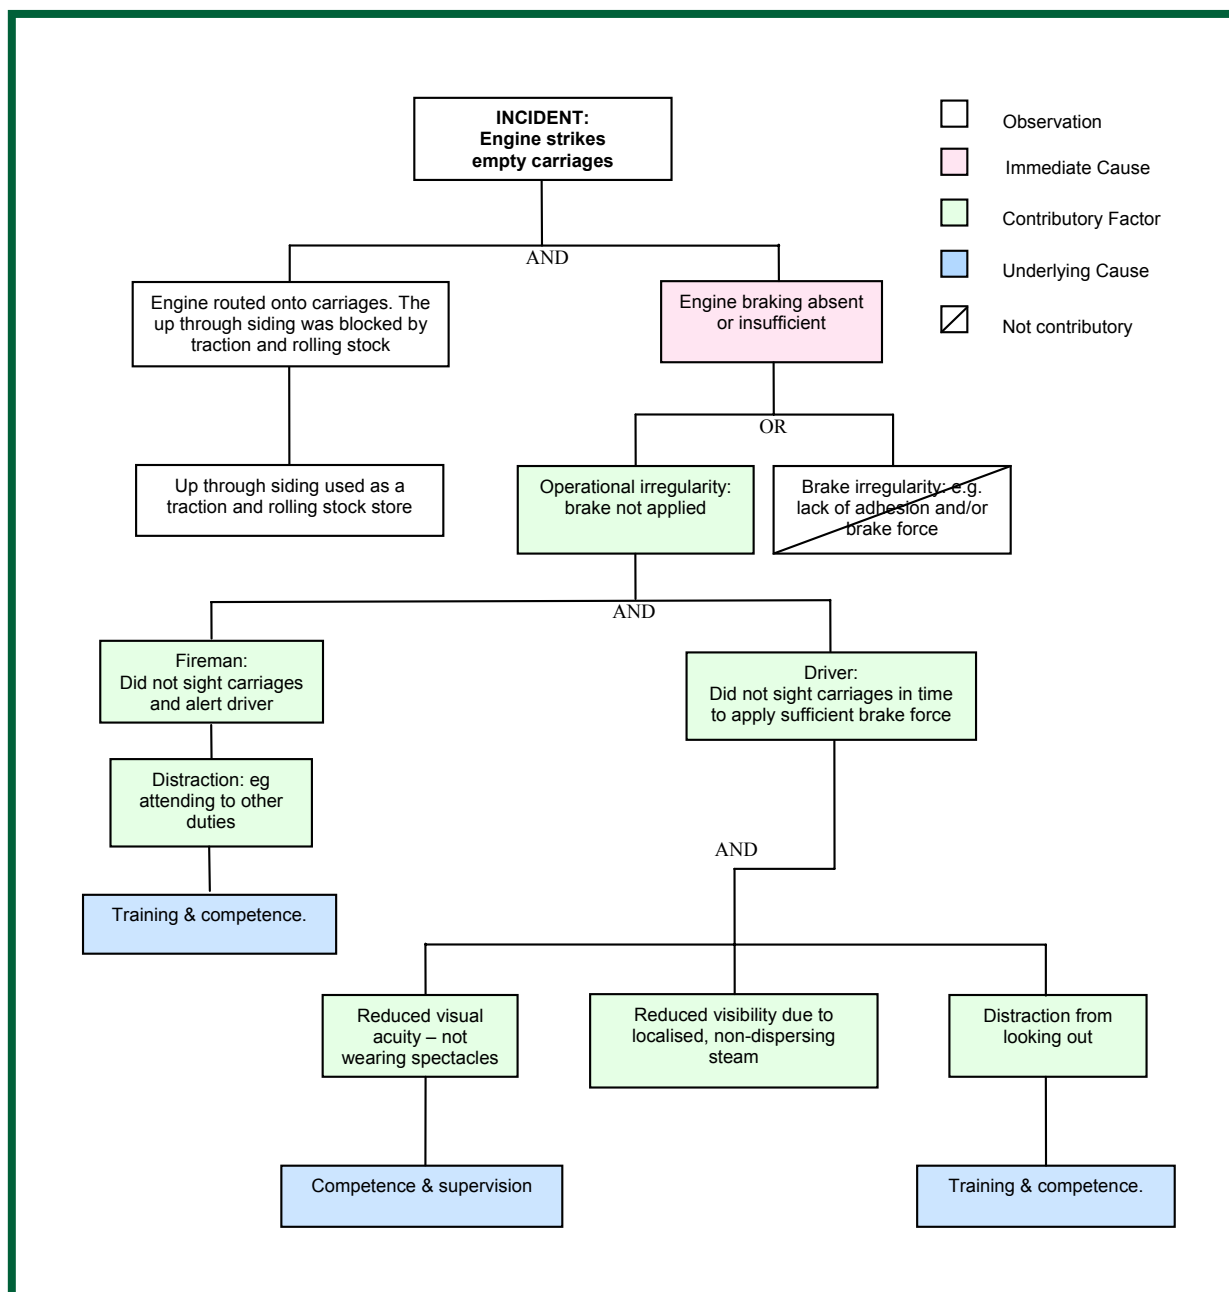 INCIDENT:
Engine strikes
empty carriages
Observation
Immediate Cause
Contributory Factor
Underlying Cause
Not contributory
AND
Engine routed onto carriages. The
up through siding was blocked by
traction and rolling stock
Engine braking absent
or insufficient
OR
Up through siding used as a
traction and rolling stock store
Operational irregularity:
brake not applied
Brake irregularity: e.g.
lack of adhesion and/or
brake force
AND
Fireman:
Did not sight carriages
and alert driver
Driver:
Did not sight carriages in time
to apply sufficient brake force
Distraction: eg
attending to other
duties
AND
Training & competence.
Reduced visual
acuity – not
wearing spectacles
Reduced visibility due to
localised, non-dispersing
steam
Distraction from
looking out
Competence & supervision
Training & competence.